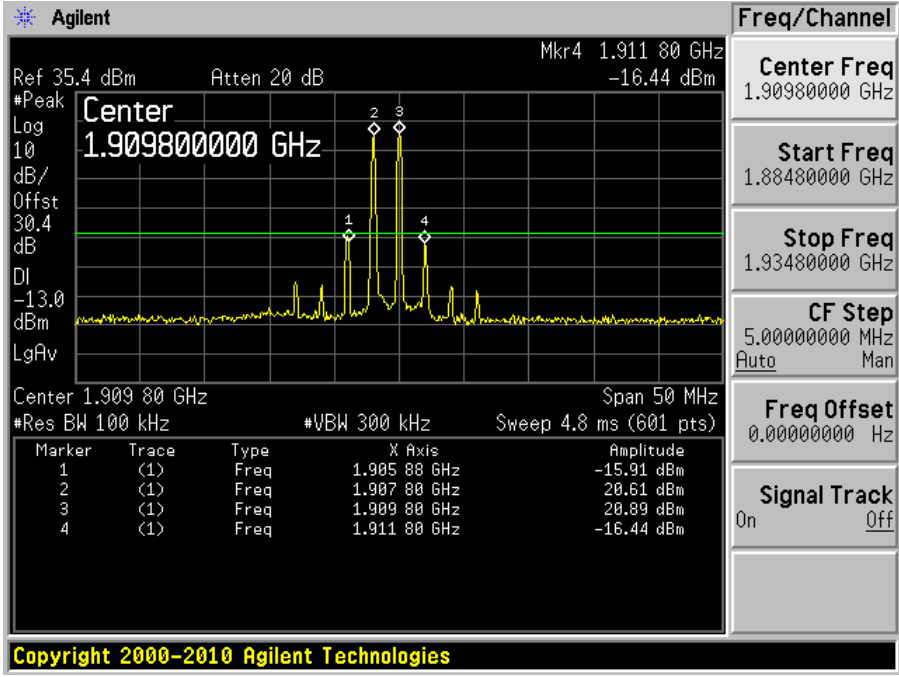 Agilent
Freq/Channel
Mkr4 1.911 80 GHz
Ref 35.4 dBm Atten 20 dB -16.44 dBm
#Peak
Log
10
dB/
Offst
30.4
dB
DI
-13.0
dBm
LgAv
Center
1.909800000 GHz
1
2
3
4
Center 1.909 80 GHz Span 50 MHz
#Res BW 100 kHz #VBW 300 kHz Sweep 4.8 ms (601 pts)
Marker Trace Type X Axis Amplitude
1 (1) Freq 1.905 88 GHz -15.91 dBm
2 (1) Freq 1.907 80 GHz 20.61 dBm
3 (1) Freq 1.909 80 GHz 20.89 dBm
4 (1) Freq 1.911 80 GHz -16.44 dBm
Center Freq
1.90980000 GHz
Start Freq
1.88480000 GHz
Stop Freq
1.93480000 GHz
CF Step
5.00000000 MHz
Auto Man
Freq Offset
0.00000000 Hz
Signal Track
On Off
Copyright 2000-2010 Agilent Technologies